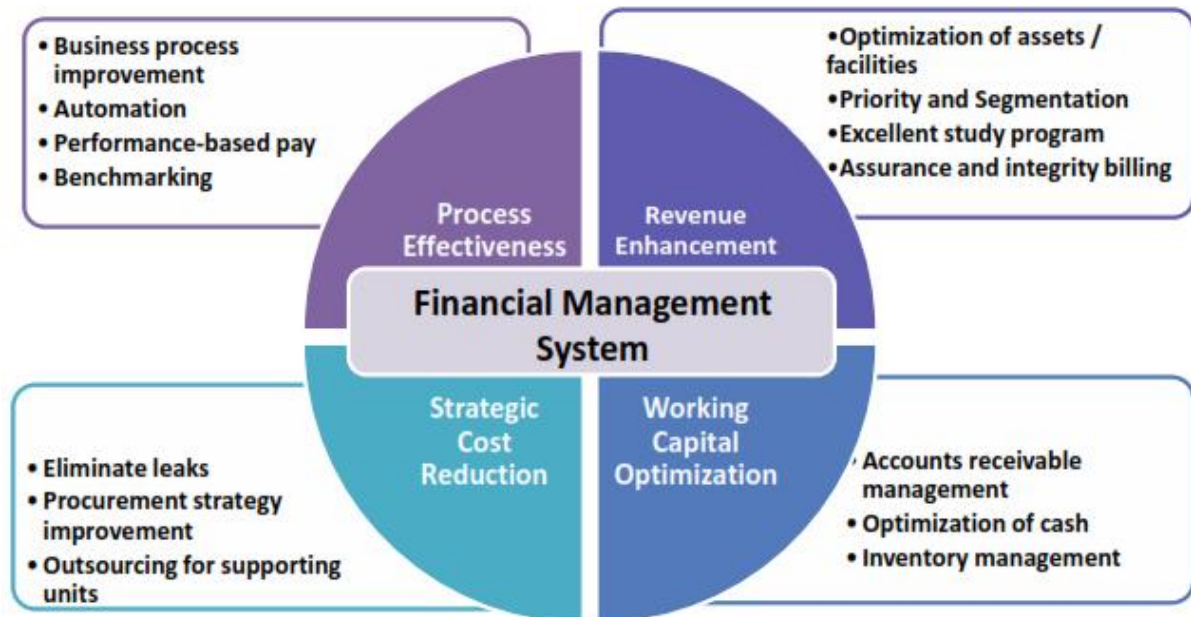 • Business process
improvement
• Automation
• Performance-based pay
• Benchmarking
•Optimization of assets /
facilities
•Priority and Segmentation
•Excellent study program
•Assurance and integrity billing
Process
Effectiveness
Revenue
Enhancement
Financial Management
System
Strategic
Cost
Reduction
Working
Capital
Optimization
• Eliminate leaks
• Procurement strategy
improvement
• Outsourcing for supporting
units
• Accounts receivable
management
• Optimization of cash
• Inventory management